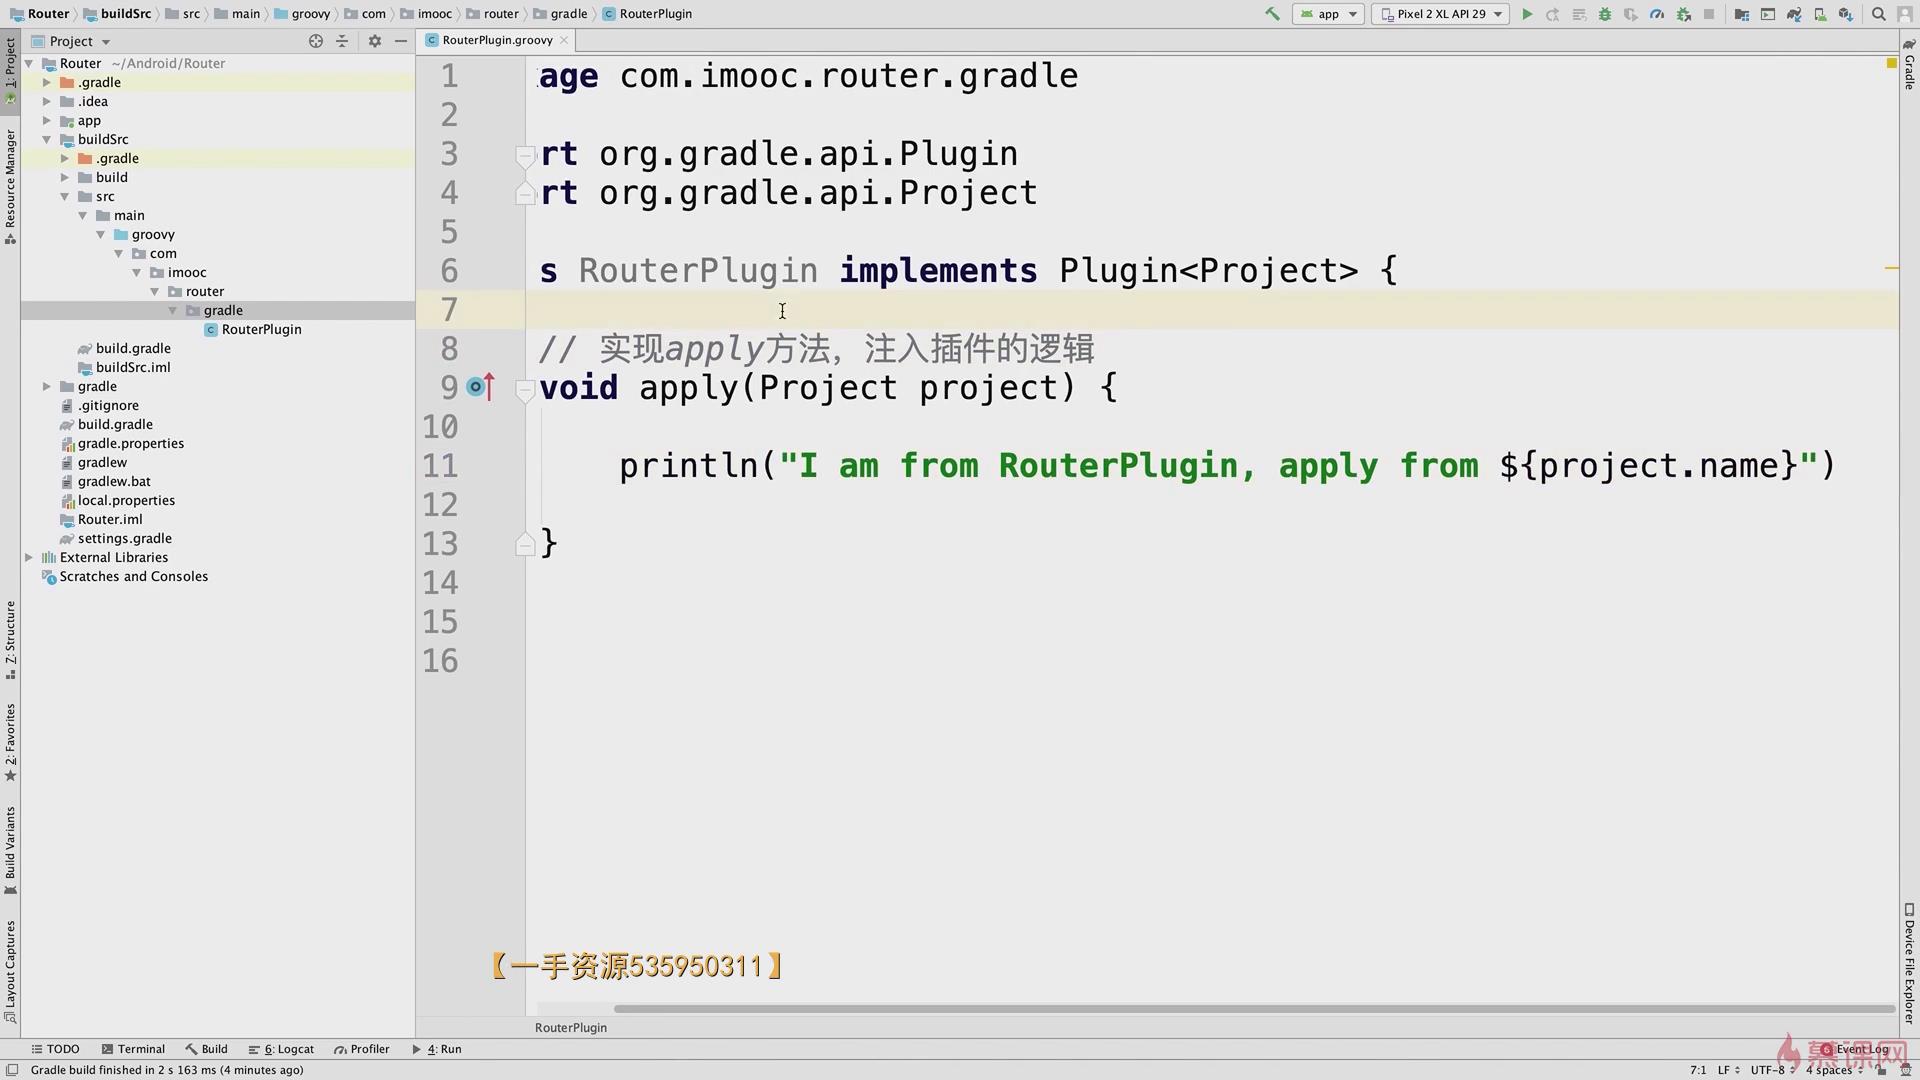 Router buildSrc src main groovy com imooc router gradle RouterPlugin
app Pixel 2 XL API 29
Project
RouterPlugin.groovy
1: Project
Resource Manager
Z: Structure
2: Favorites
Build Variants
Layout Captures
Router ~/Android/Router
.gradle
.idea
app
buildSrc
.gradle
build
src
main
groovy
com
imooc
router
gradle
RouterPlugin
build.gradle
buildSrc.iml
gradle
.gitignore
build.gradle
gradle.properties
gradlew
gradlew.bat
local.properties
Router.iml
settings.gradle
External Libraries
Scratches and Consoles
1 age com.imooc.router.gradle
2
3 rt org.gradle.api.Plugin
4 rt org.gradle.api.Project
5
6 s RouterPlugin implements Plugin<Project> {
7
8 // 实现apply方法，注入插件的逻辑
9 void apply(Project project) {
10
11 println("I am from RouterPlugin, apply from ${project.name}")
12
13 }
14
15
16
【一手资源535950311】
RouterPlugin
Gradle
Device File Explorer
TODO Terminal Build 6: Logcat Profiler 4: Run
6 Event Log
慕课网
Gradle build finished in 2 s 163 ms (4 minutes ago)
7:1 LF UTF-8 4 spaces